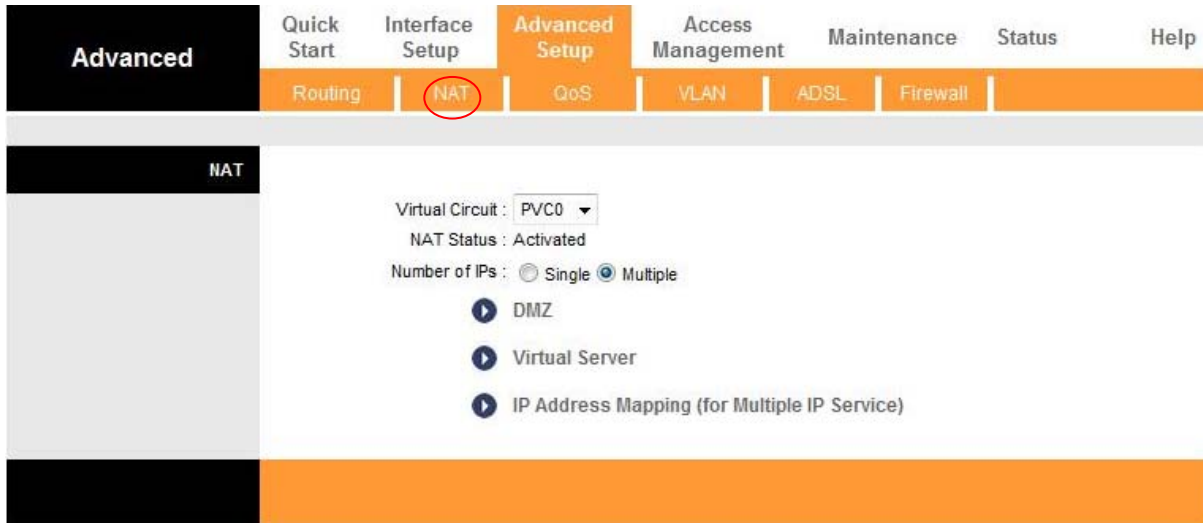 Advanced
Quick Start
Interface Setup
Advanced Setup
Access Management
Maintenance
Status
Help
Routing
NAT
QoS
VLAN
ADSL
Firewall
NAT
Virtual Circuit : PVC0
NAT Status : Activated
Number of IPs : Single Multiple
DMZ
Virtual Server
IP Address Mapping (for Multiple IP Service)